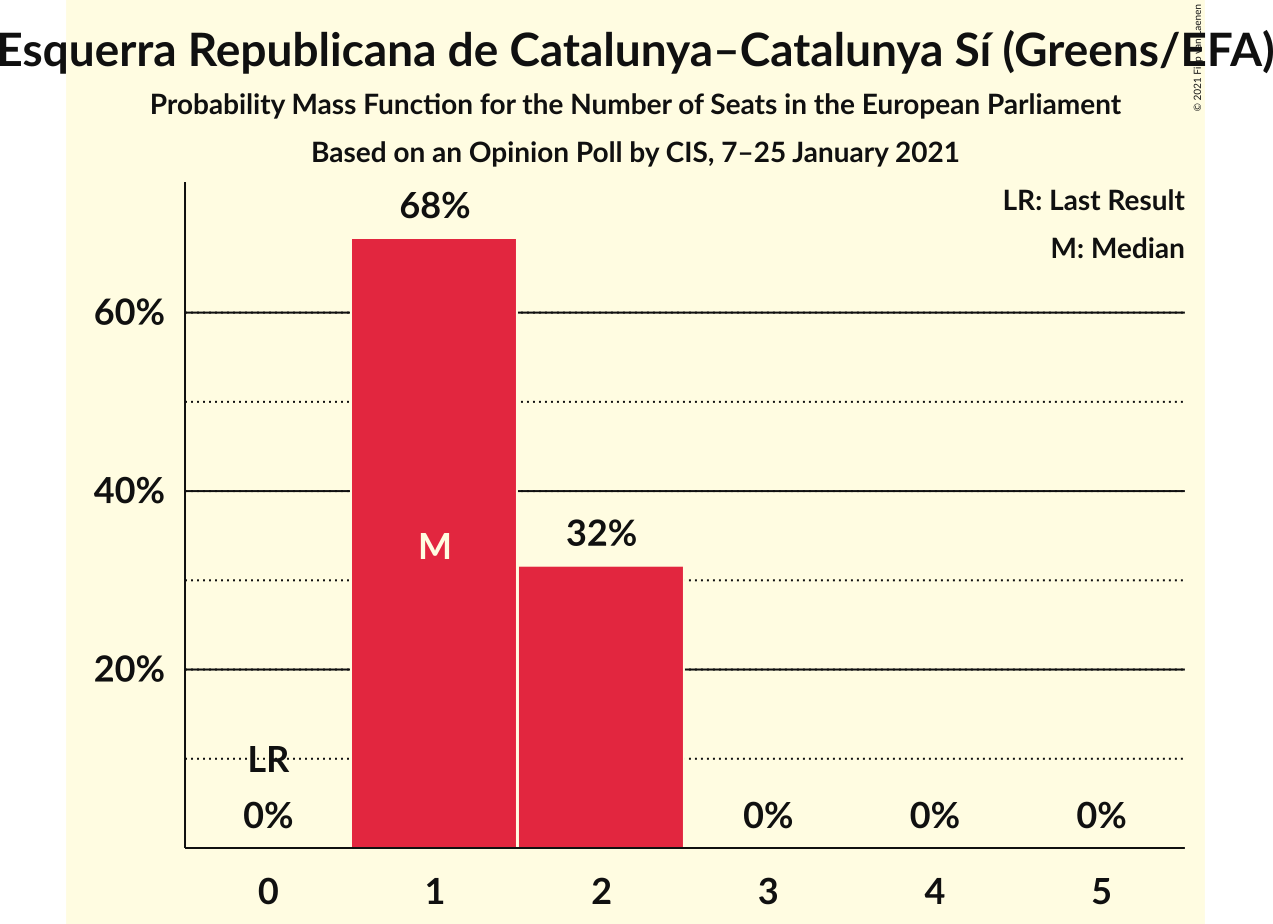 Esquerra Republicana de Catalunya–Catalunya Sí (Greens/EFA)
Probability Mass Function for the Number of Seats in the European Parliament
Based on an Opinion Poll by CIS, 7–25 January 2021
© 2021
LR: Last Result
M: Median
68%
60%
40%
32%
M
20%
LR
0%
0%
0%
0%
0
1
2
3
4
5